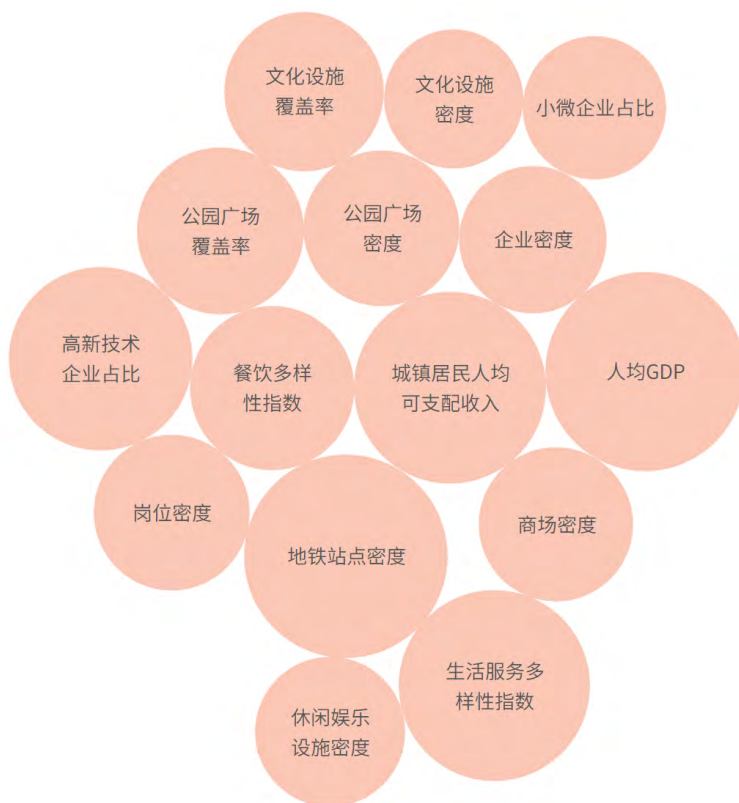 文化设施
覆盖率
文化设施
密度
小微企业占比
公园广场
覆盖率
公园广场
密度
企业密度
高新技术
企业占比
餐饮多样
性指数
城镇居民人均
可支配收入
人均GDP
岗位密度
地铁站点密度
商场密度
生活服务多
样性指数
休闲娱乐
设施密度